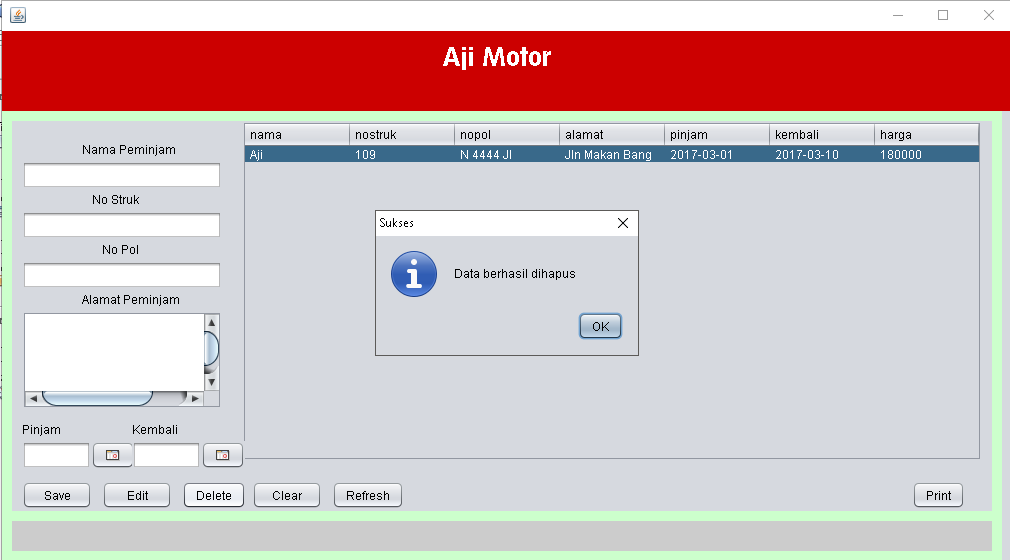 Aji Motor
Nama Peminjam
No Struk
No Pol
Alamat Peminjam
Pinjam Kembali
nama nostruk nopol alamat pinjam kembali harga
Aji 109 N 4444 JI Jln Makan Bang 2017-03-01 2017-03-10 180000
Sukses
Data berhasil dihapus
OK
Save Edit Delete Clear Refresh Print